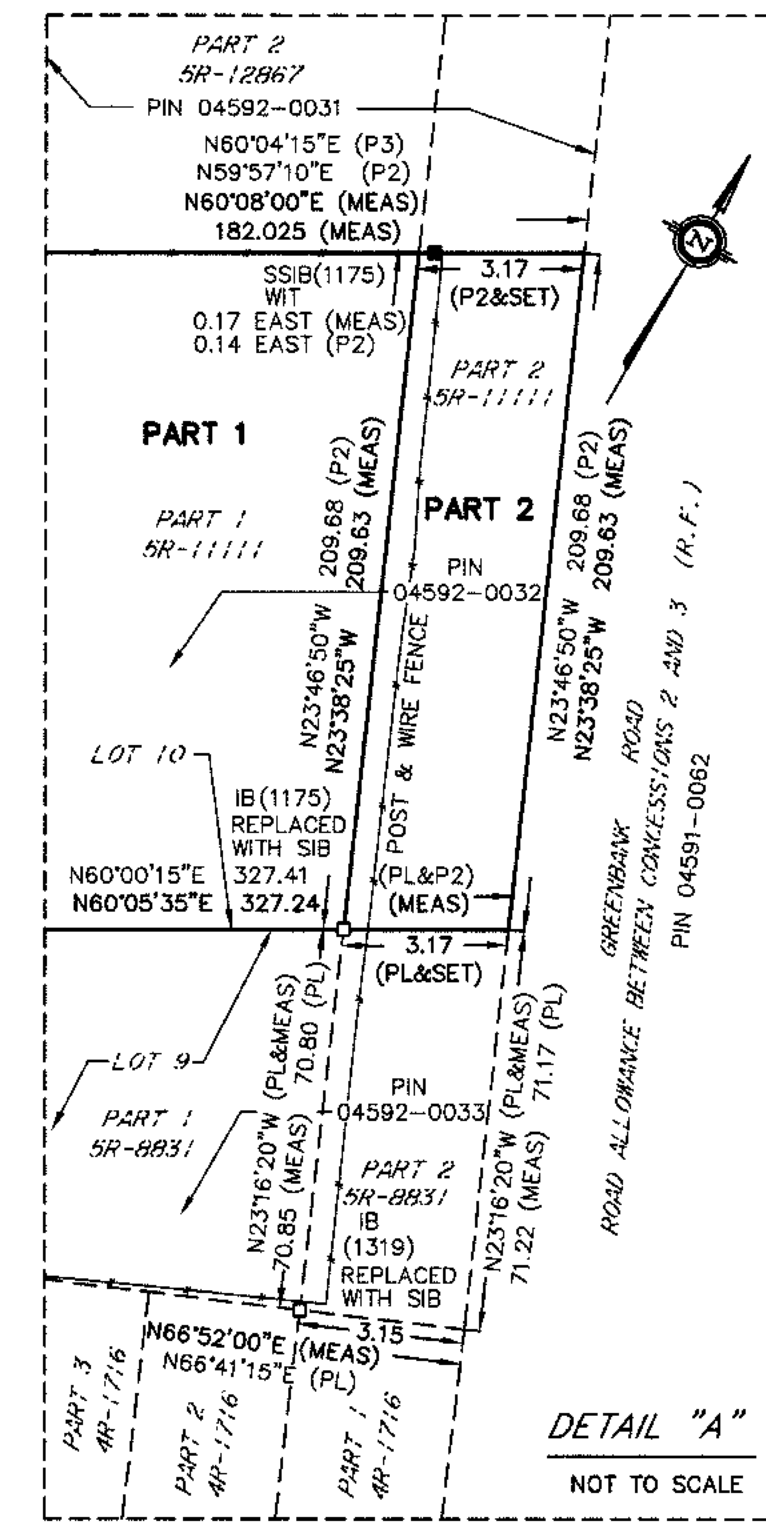 PART 2
5R-12867
PIN 04592-0031
N60°04'15"E (P3)
N59°57'10"E (P2)
N60°08'00"E (MEAS)
182.025 (MEAS)
SSIB(1175)
WIT
0.17 EAST (MEAS)
0.14 EAST (P2)
3.17
(P2&SET)
N
PART 2
5R-11111
PART 1
PART 1
5R-11111
PART 2
PIN
04592-0032
209.68 (P2)
209.63 (MEAS)
N23°46'50"W
N23°38'25"W
209.68 (P2)
209.63 (MEAS)
N23°46'50"W
N23°38'25"W
POST & WIRE FENCE
GREENBANK ROAD
ROAD ALLOWANCE BETWEEN CONCESSIONS 2 AND 3 (R.F.)
PIN 04591-0062
LOT 10
IB(1175)
REPLACED
WITH SIB
N60°00'15"E 327.41 (PL&P2)
N60°05'35"E 327.24 (MEAS)
3.17
(PL&SET)
LOT 9
PART 1
5R-8831
N23°16'20"W (PL&MEAS)
70.80 (PL)
70.85 (MEAS)
PIN
04592-0033
PART 2
5R-8831
IB
(1319)
REPLACED
WITH SIB
N23°16'20"W (PL&MEAS)
71.17 (PL)
71.22 (MEAS)
3.15
N66°52'00"E (MEAS)
N66°41'15"E (PL)
PART 3
4R-1716
PART 2
4R-1716
PART 1
4R-1716
DETAIL "A"
NOT TO SCALE